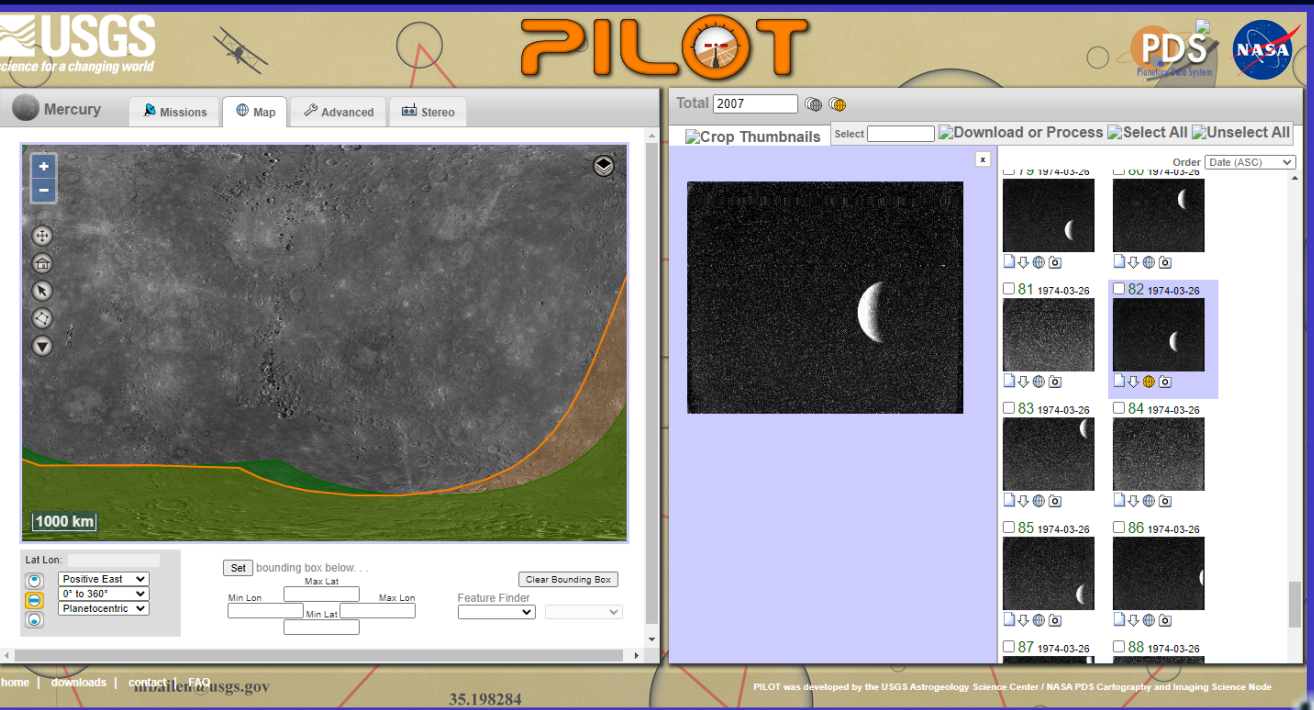 USGS
science for a changing world
PILOT
PDS
Planetary Data System
NASA
Mercury
Missions
Map
Advanced
Stereo
+
−
1000 km
Lat Lon:
Positive East
0° to 360°
Planetocentric
Set bounding box below. . .
Max Lat
Min Lon
Max Lon
Min Lat
Clear Bounding Box
Feature Finder
Total 2007
Crop Thumbnails Select Download or Process Select All Unselect All
x
Order Date (ASC)
79 1974-03-26
80 1974-03-26
81 1974-03-26
82 1974-03-26
83 1974-03-26
84 1974-03-26
85 1974-03-26
86 1974-03-26
87 1974-03-26
88 1974-03-26
home | downloads | contact | FAQ
@usgs.gov
35.198284
PILOT was developed by the USGS Astrogeology Science Center / NASA PDS Cartography and Imaging Science Node